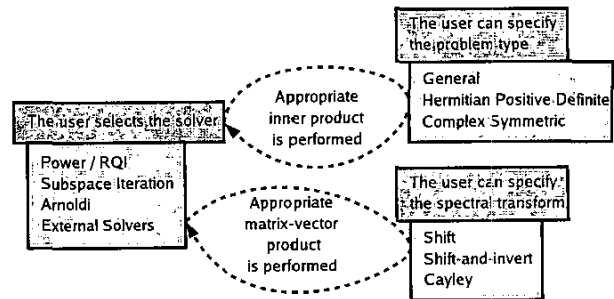 The user can specify
the problem type
General
Hermitian Positive Definite
Complex Symmetric
Appropriate
inner product
is performed
The user selects the solver
Power / RQI
Subspace Iteration
Arnoldi
External Solvers
Appropriate
matrix-vector
product
is performed
The user can specify
the spectral transform
Shift
Shift-and-invert
Cayley